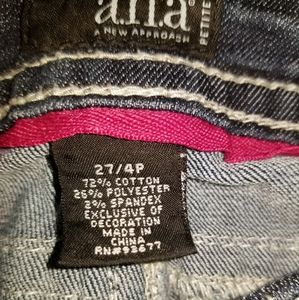 a.n.a®
A NEW APPROACH
PETITE
27/4P
72% COTTON
26% POLYESTER
2% SPANDEX
EXCLUSIVE OF
DECORATION
MADE IN
CHINA
RN#93677